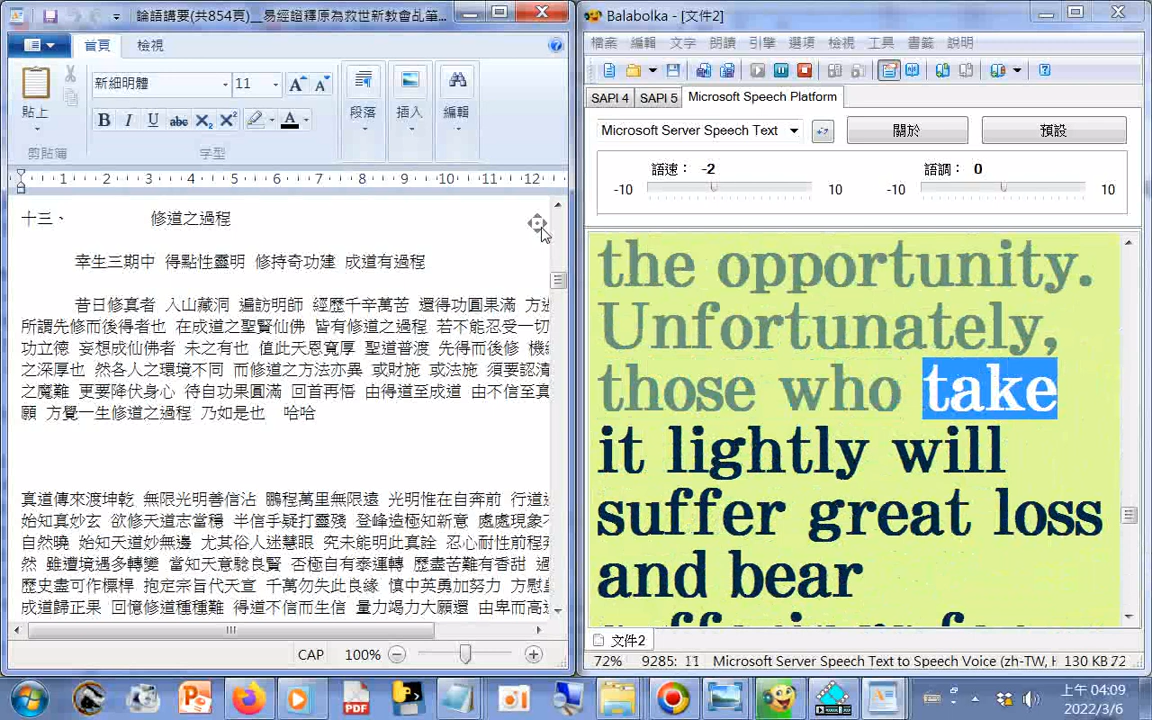 論語講要(共854頁)__易經證釋原為救世新教會乩筆...
首頁 檢視
貼上
剪貼簿
新細明體 11
B I U abc X₂ X²
字型
段落
插入
編輯
1 2 3 4 5 6 7 8 9 10 11 12
十三、 修道之過程
幸生三期中 得點性靈明 修持奇功建 成道有過程
昔日修真者 入山藏洞 遍訪明師 經歷千辛萬苦 還得功圓果滿 方
所謂先修而後得者也 在成道之聖賢仙佛 皆有修道之過程 若不能忍受一切
功立德 妄想成仙佛者 未之有也 值此天恩寬厚 聖道普渡 先得而後修
之深厚也 然各人之環境不同 而修道之方法亦異 或財施 或法施 須要認清
之魔難 更要降伏身心 待自功果圓滿 回首再悟 由得道至成道 由不信至真
願 方覺一生修道之過程 乃如是也 哈哈
真道傳來渡坤乾 無限光明善信沾 鵬程萬里無限遠 光明惟在自奔前 行道
始知真妙玄 欲修天道志當穩 半信乎疑打靈殘 登峰造極知新意 處處現象
自然曉 始知天道妙無邊 尤其俗人迷慧眼 究未能明此真詮 忍心耐性前程
然 雖遭境遇多轉變 當知天意騐良賢 否極自有泰運轉 歷盡苦難有香甜
歷史盡可作標桿 抱定宗旨代天宣 千萬勿失此良緣 慎中英勇加努力 方慰
成道歸正果 回憶修道種種難 得道不信而生信 量力竭力大願還 由卑而高
CAP 100%
Balabolka - [文件2]
檔案 編輯 文字 朗讀 引擎 選項 檢視 工具 書籤 說明
SAPI 4 SAPI 5 Microsoft Speech Platform
Microsoft Server Speech Text 關於 預設
語速： -2 語調： 0
-10 10 -10 10
the opportunity.
Unfortunately,
those who take
it lightly will
suffer great loss
and bear
文件2
72% 9285: 11 Microsoft Server Speech Text to Speech Voice (zh-TW, H 130 KB 72
上午 04:09
2022/3/6